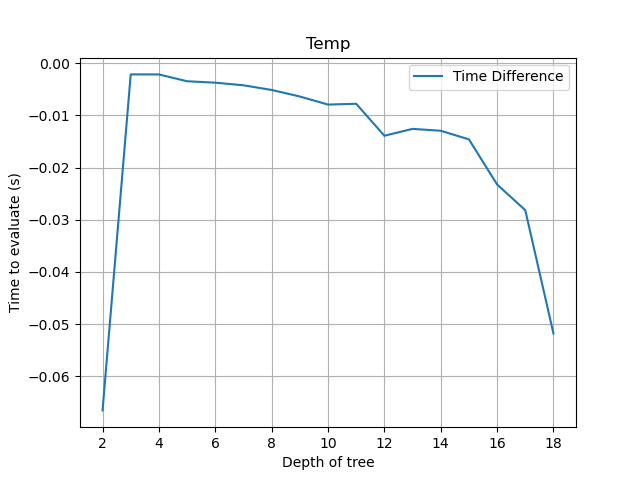 Temp
Time Difference
0.00
−0.01
−0.02
−0.03
−0.04
−0.05
−0.06
Time to evaluate (s)
2 4 6 8 10 12 14 16 18
Depth of tree